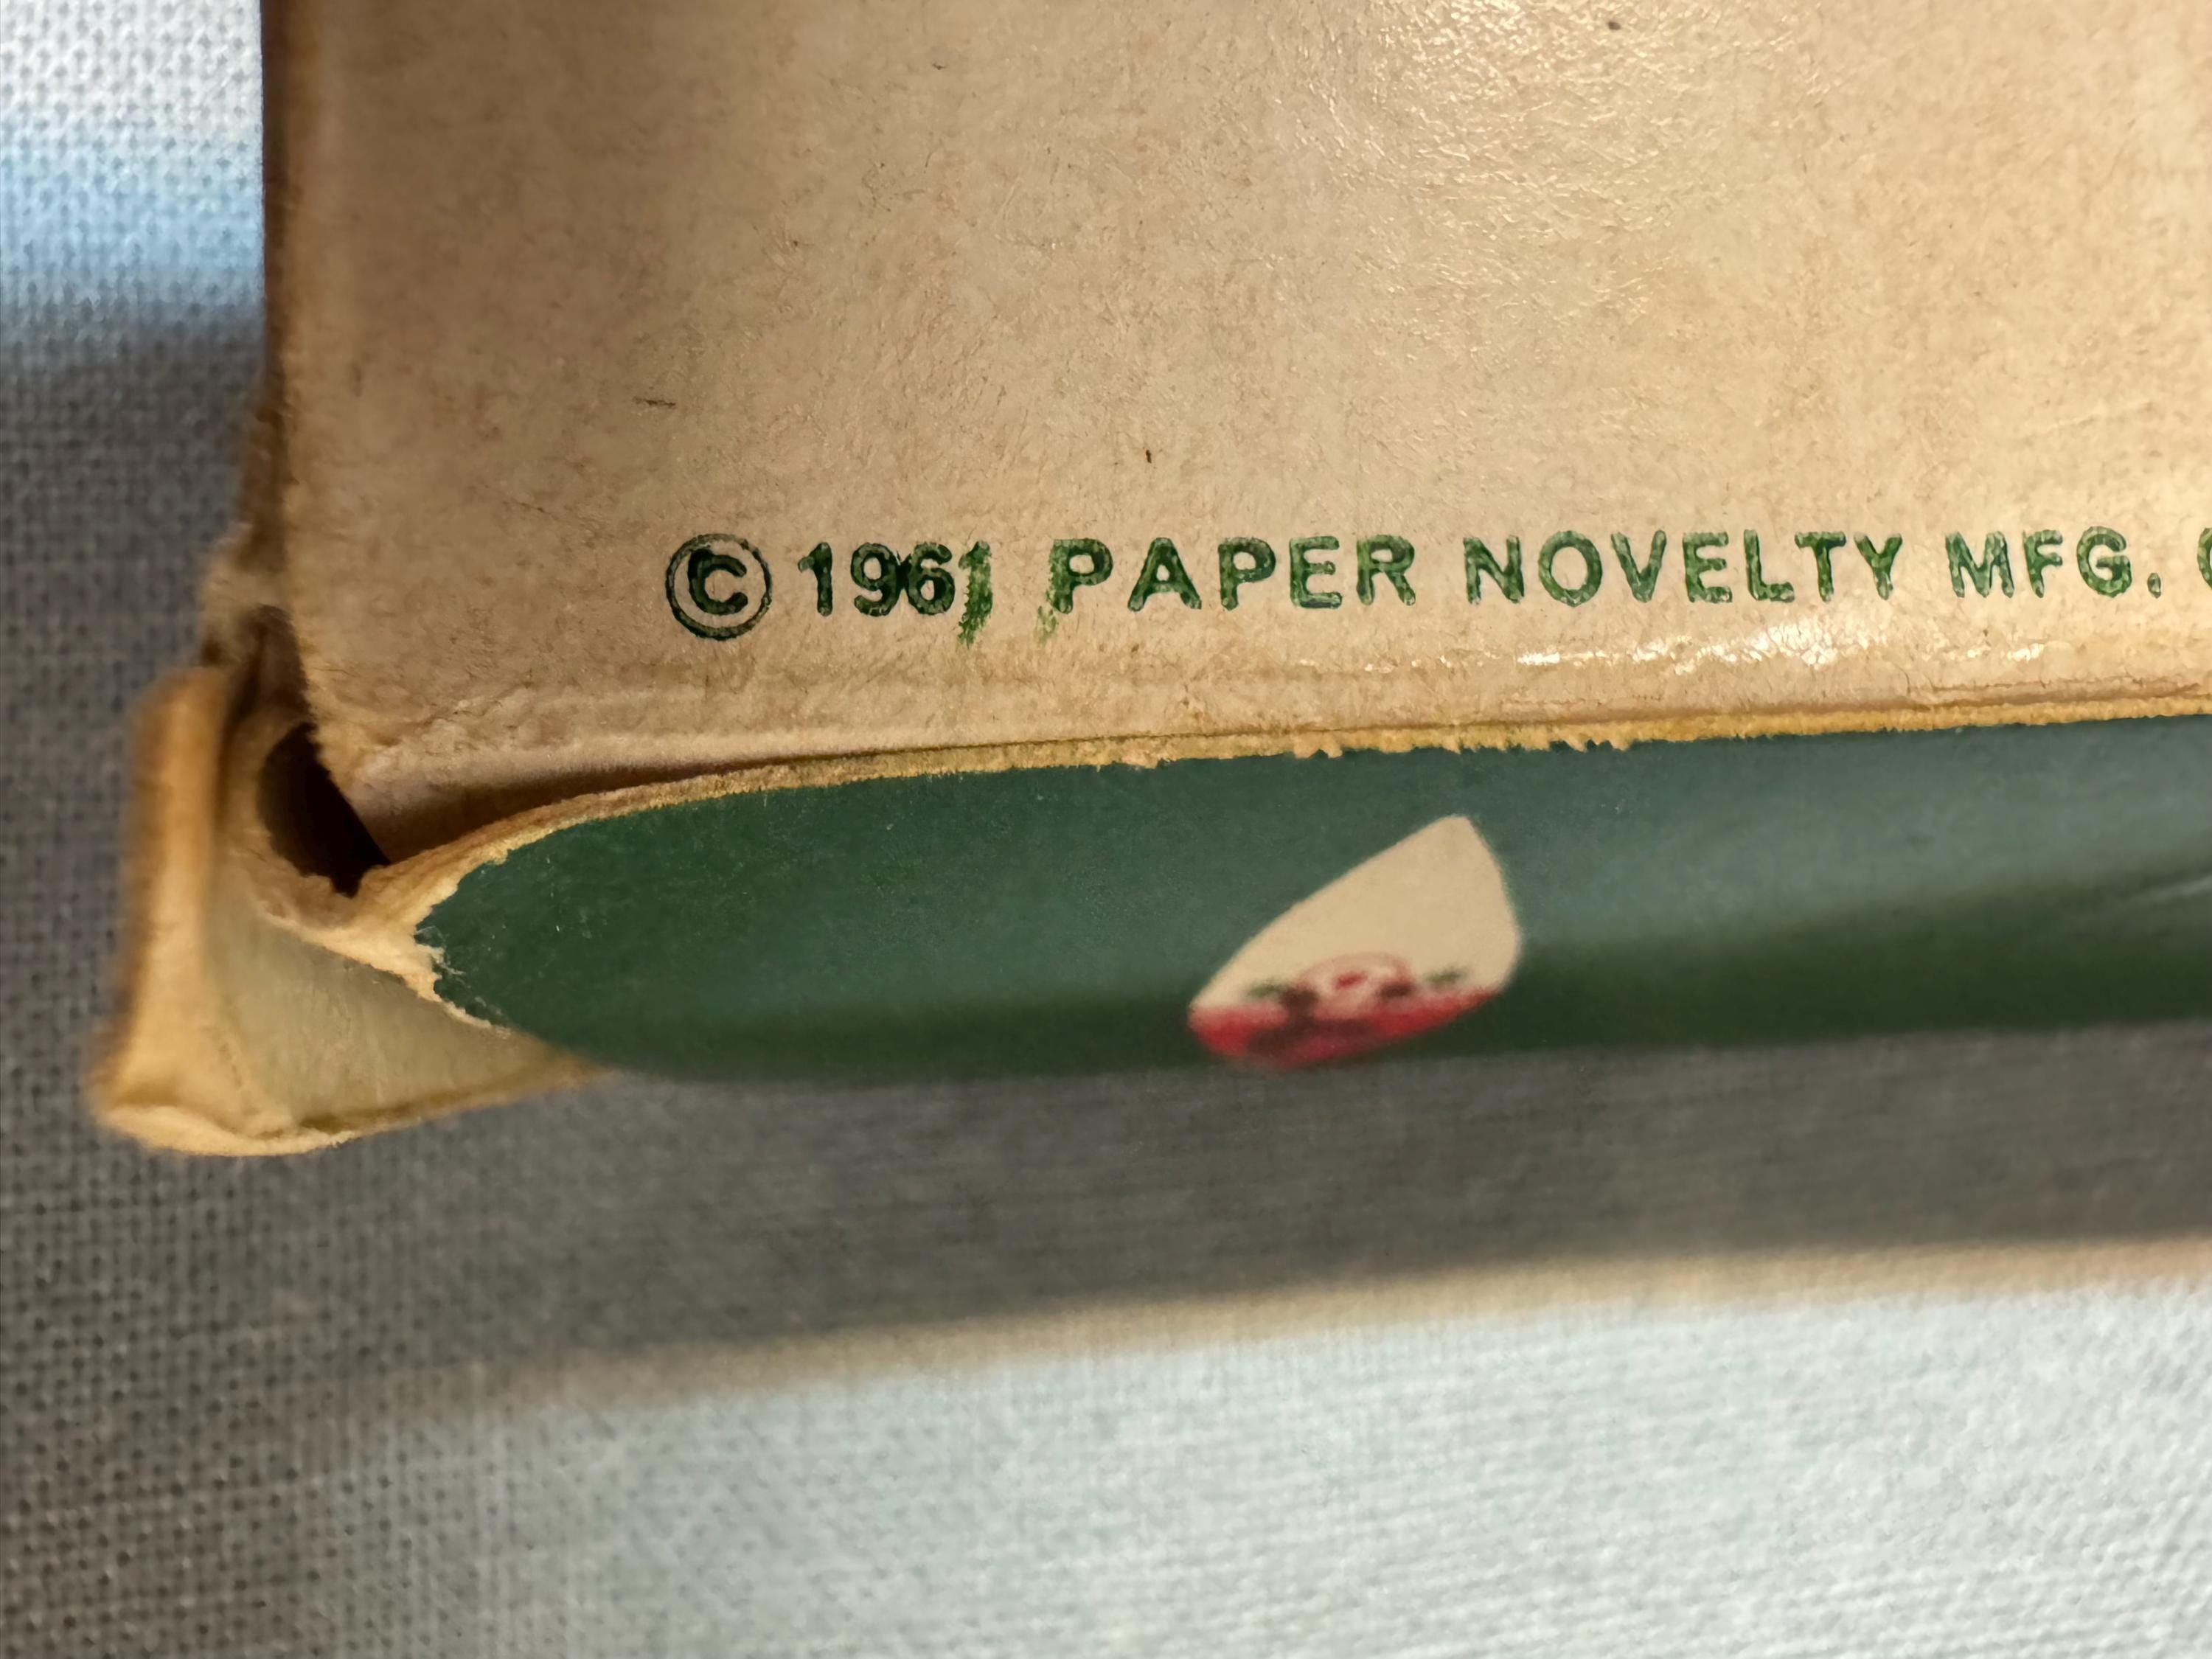 © 1961 PAPER NOVELTY MFG.